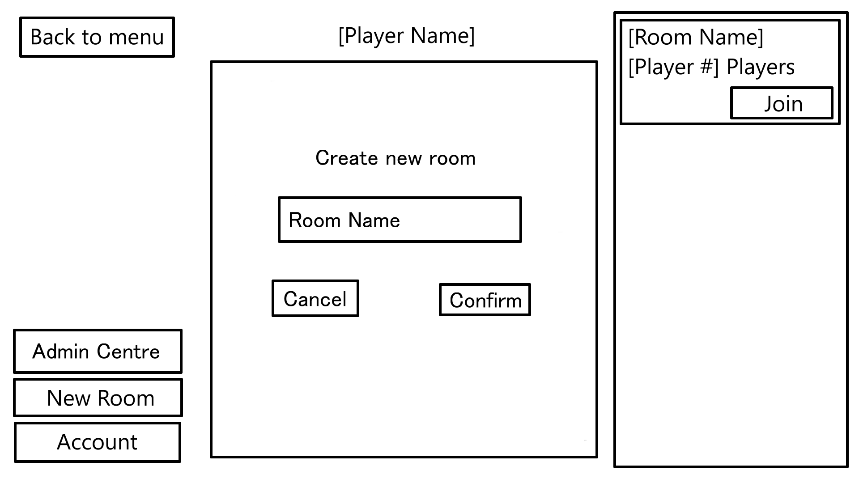 Back to menu
[Player Name]
Create new room
Room Name
Cancel
Confirm
Admin Centre
New Room
Account
[Room Name]
[Player #] Players
Join